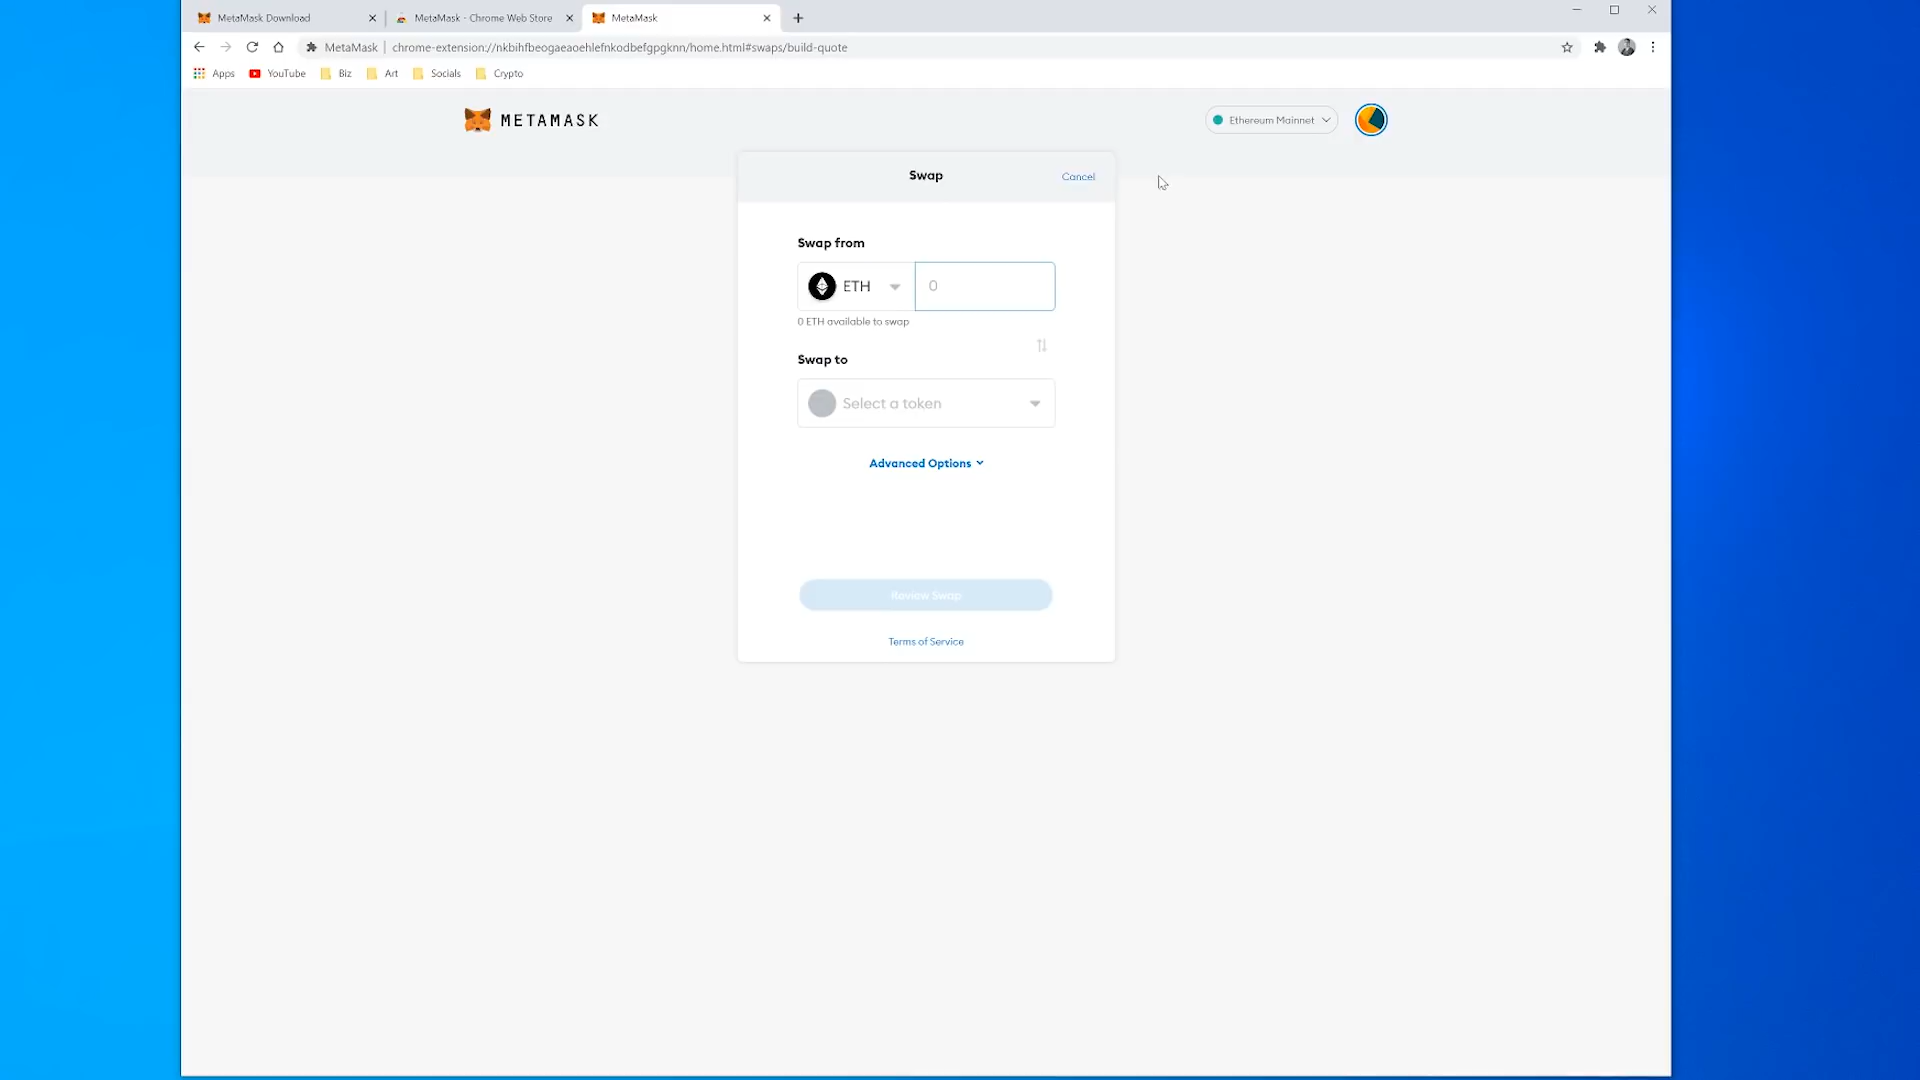 MetaMask Download
MetaMask - Chrome Web Store
MetaMask
MetaMask
chrome-extension://nkbihfbeogaeaoehlefnkodbefgpgknn/home.html#swaps/build-quote
Apps
YouTube
Biz
Art
Socials
Crypto
METAMASK
Ethereum Mainnet
Swap
Cancel
Swap from
ETH
0
0 ETH available to swap
Swap to
Select a token
Advanced Options
Review Swap
Terms of Service